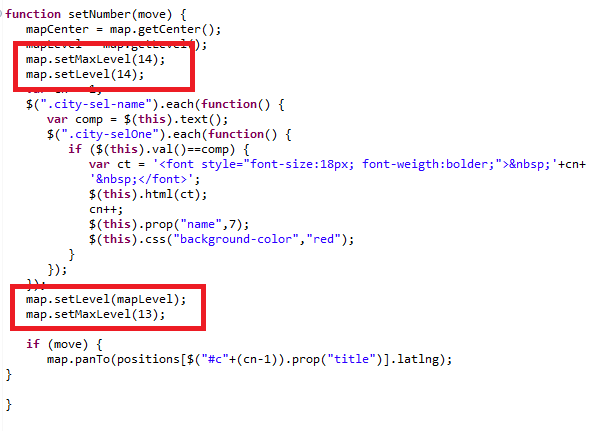 function setNumber(move) {
mapCenter = map.getCenter();
mapLevel = map.getLevel();
map.setMaxLevel(14);
map.setLevel(14);
var cn = 1;
$(".city-sel-name").each(function() {
var comp = $(this).text();
$(".city-selOne").each(function() {
if ($(this).val()==comp) {
var ct = '<font style="font-size:18px; font-weigth:bolder;">&nbsp;'+cn+
'&nbsp;</font>';
$(this).html(ct);
cn++;
$(this).prop("name",7);
$(this).css("background-color","red");
}
});
});
map.setLevel(mapLevel);
map.setMaxLevel(13);
if (move) {
map.panTo(positions[$("#c"+(cn-1)).prop("title")].latlng);
}
}